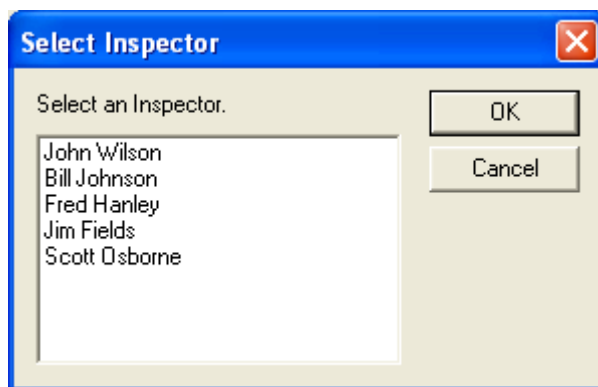 Select Inspector
Select an Inspector.
OK
Cancel
John Wilson
Bill Johnson
Fred Hanley
Jim Fields
Scott Osborne